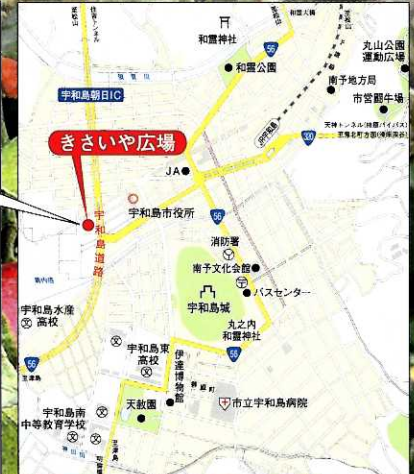 和霊神社
56
丸山公園
運動広場
和霊公園
南予地方局
宇和島朝日IC
市営闘牛場
きさいや広場
JR宇和島
320
JA
宇和島市役所
宇和島道路
56
消防署
南予文化会館
バスセンター
宇和島城
宇和島水産
高校
丸之内
和霊神社
56
宇和島東
高校
56
伊達博物館
市立宇和島病院
天赦園
宇和島南
中等教育学校